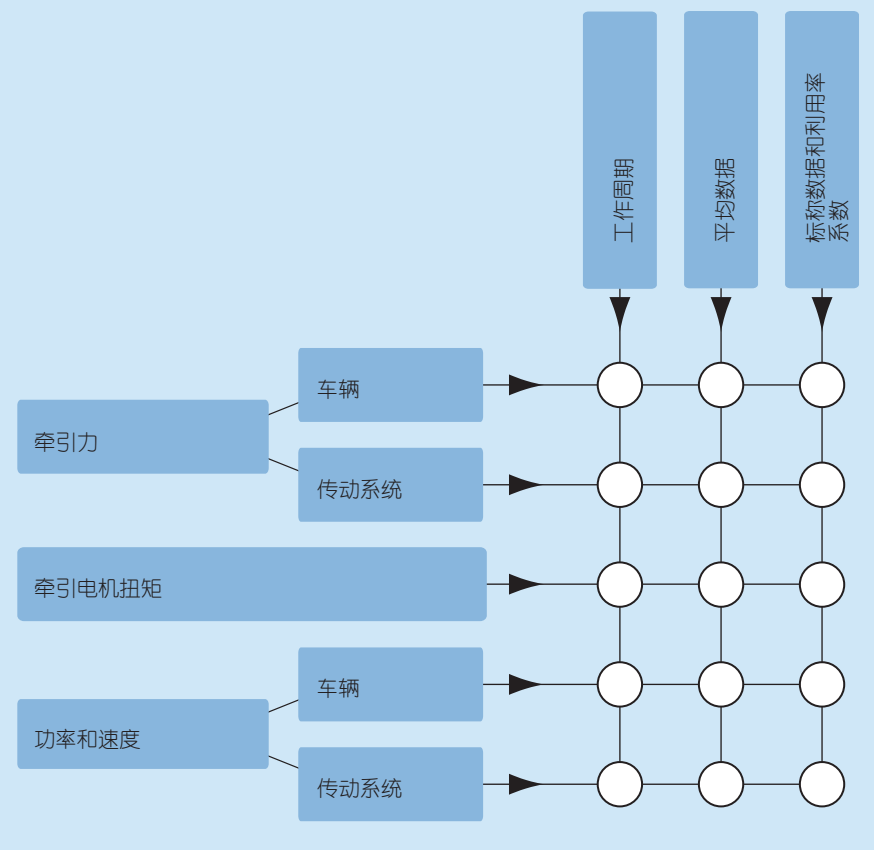 工作周期
平均数据
标称数据和利用率
系数
车辆
牵引力
传动系统
牵引电机扭矩
车辆
功率和速度
传动系统